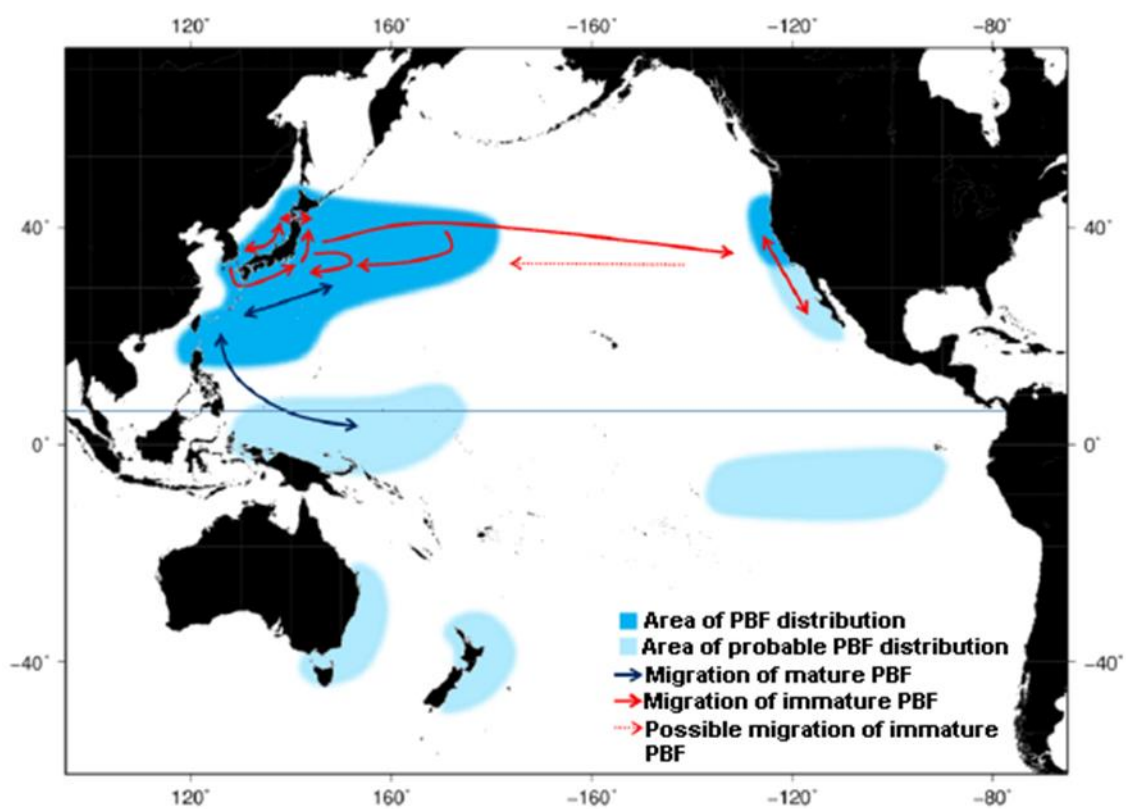 120° 160° −160° −120° −80°
40° 40°
0° 0°
−40° −40°
Area of PBF distribution
Area of probable PBF distribution
Migration of mature PBF
Migration of immature PBF
Possible migration of immature
PBF
120° 160° −160° −120° −80°